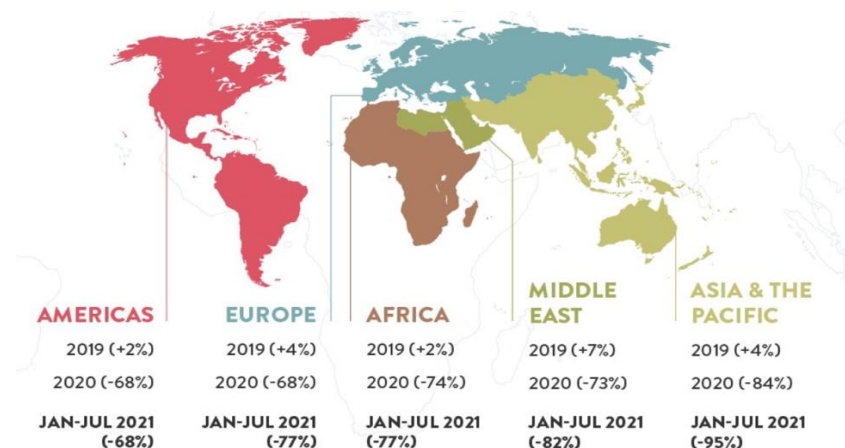 AMERICAS
2019 (+2%)
2020 (-68%)
JAN-JUL 2021
(-68%)
EUROPE
2019 (+4%)
2020 (-68%)
JAN-JUL 2021
(-77%)
AFRICA
2019 (+2%)
2020 (-74%)
JAN-JUL 2021
(-77%)
MIDDLE
EAST
2019 (+7%)
2020 (-73%)
JAN-JUL 2021
(-82%)
ASIA & THE
PACIFIC
2019 (+4%)
2020 (-84%)
JAN-JUL 2021
(-95%)